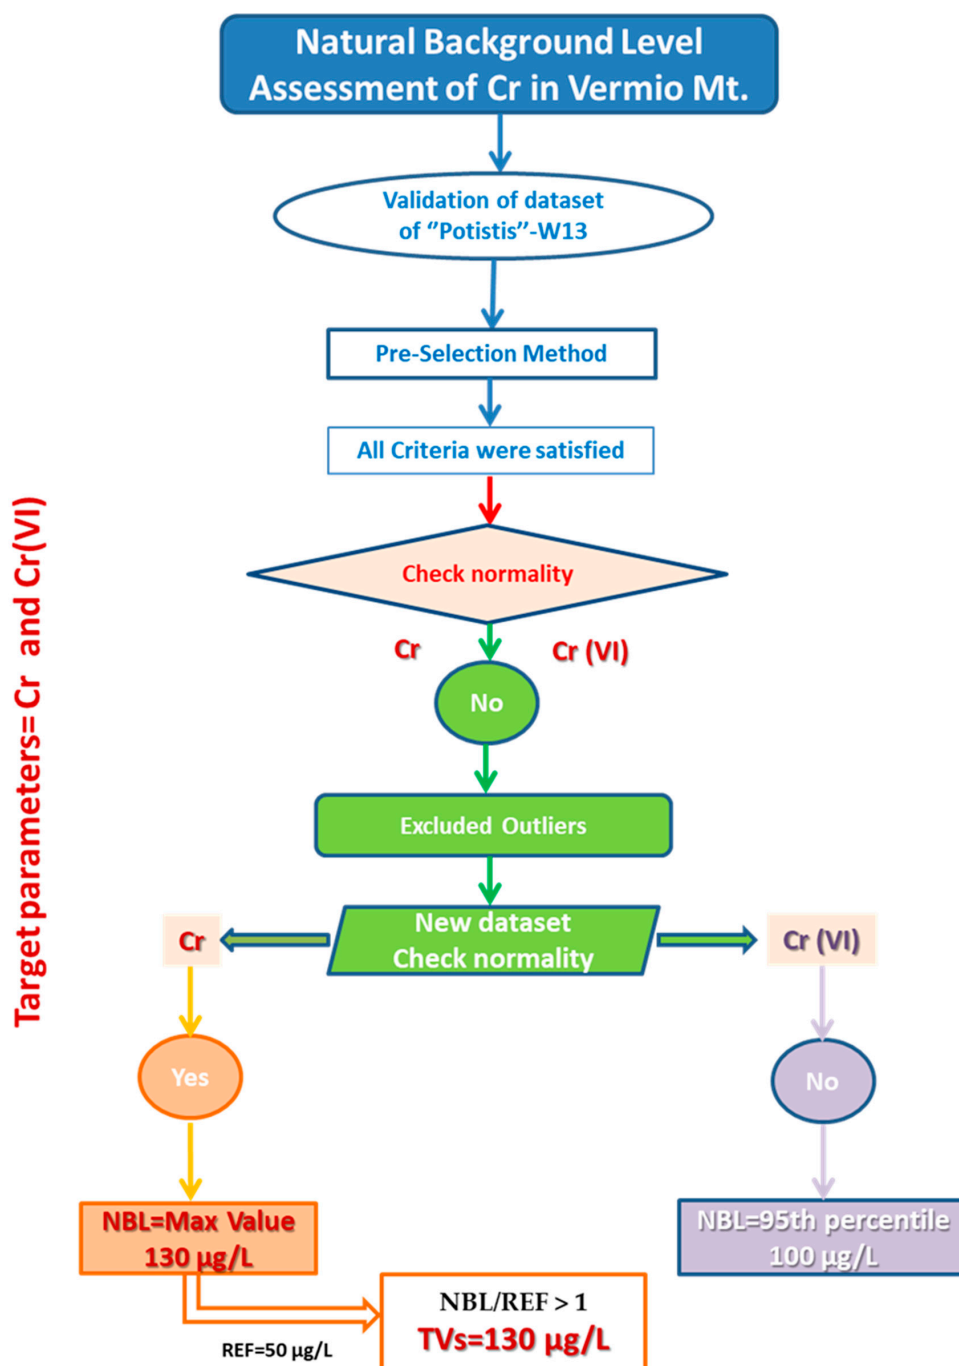 Natural Background Level
Assessment of Cr in Vermio Mt.
Validation of dataset
of “Potistis”-W13
Pre-Selection Method
All Criteria were satisfied
Check normality
Cr
Cr (VI)
No
Excluded Outliers
New dataset
Check normality
Cr
Cr (VI)
Yes
No
NBL=Max Value
130 µg/L
NBL=95th percentile
100 µg/L
NBL/REF > 1
TVs=130 µg/L
REF=50 µg/L
Target parameters= Cr and Cr(VI)